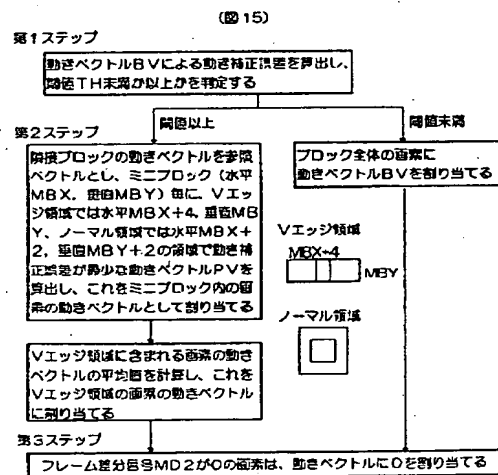 (図15)
第1ステップ
動きベクトルBVによる動き補正誤差を算出し、
閾値TH未満か以上かを判定する
閾値以上
閾値未満
第2ステップ
隣接ブロックの動きベクトルを参照
ベクトルとし、ミニブロック(水平
MBX,垂直MBY)毎に、Vエッ
ジ領域では水平MBX+4,垂直MB
Y、ノーマル領域では水平MBX+
2,垂直MBY+2の領域で動き補
正誤差が最少な動きベクトルPVを
算出し、これをミニブロック内の画
素の動きベクトルとして割り当てる
ブロック全体の画素に
動きベクトルBVを割り当てる
Vエッジ領域
MBX+4
MBY
ノーマル領域
Vエッジ領域に含まれる画素の動き
ベクトルの平均値を計算し、これを
Vエッジ領域の画素の動きベクトル
に割り当てる
第3ステップ
フレーム差分信号MD2が0の画素は、動きベクトルに0を割り当てる